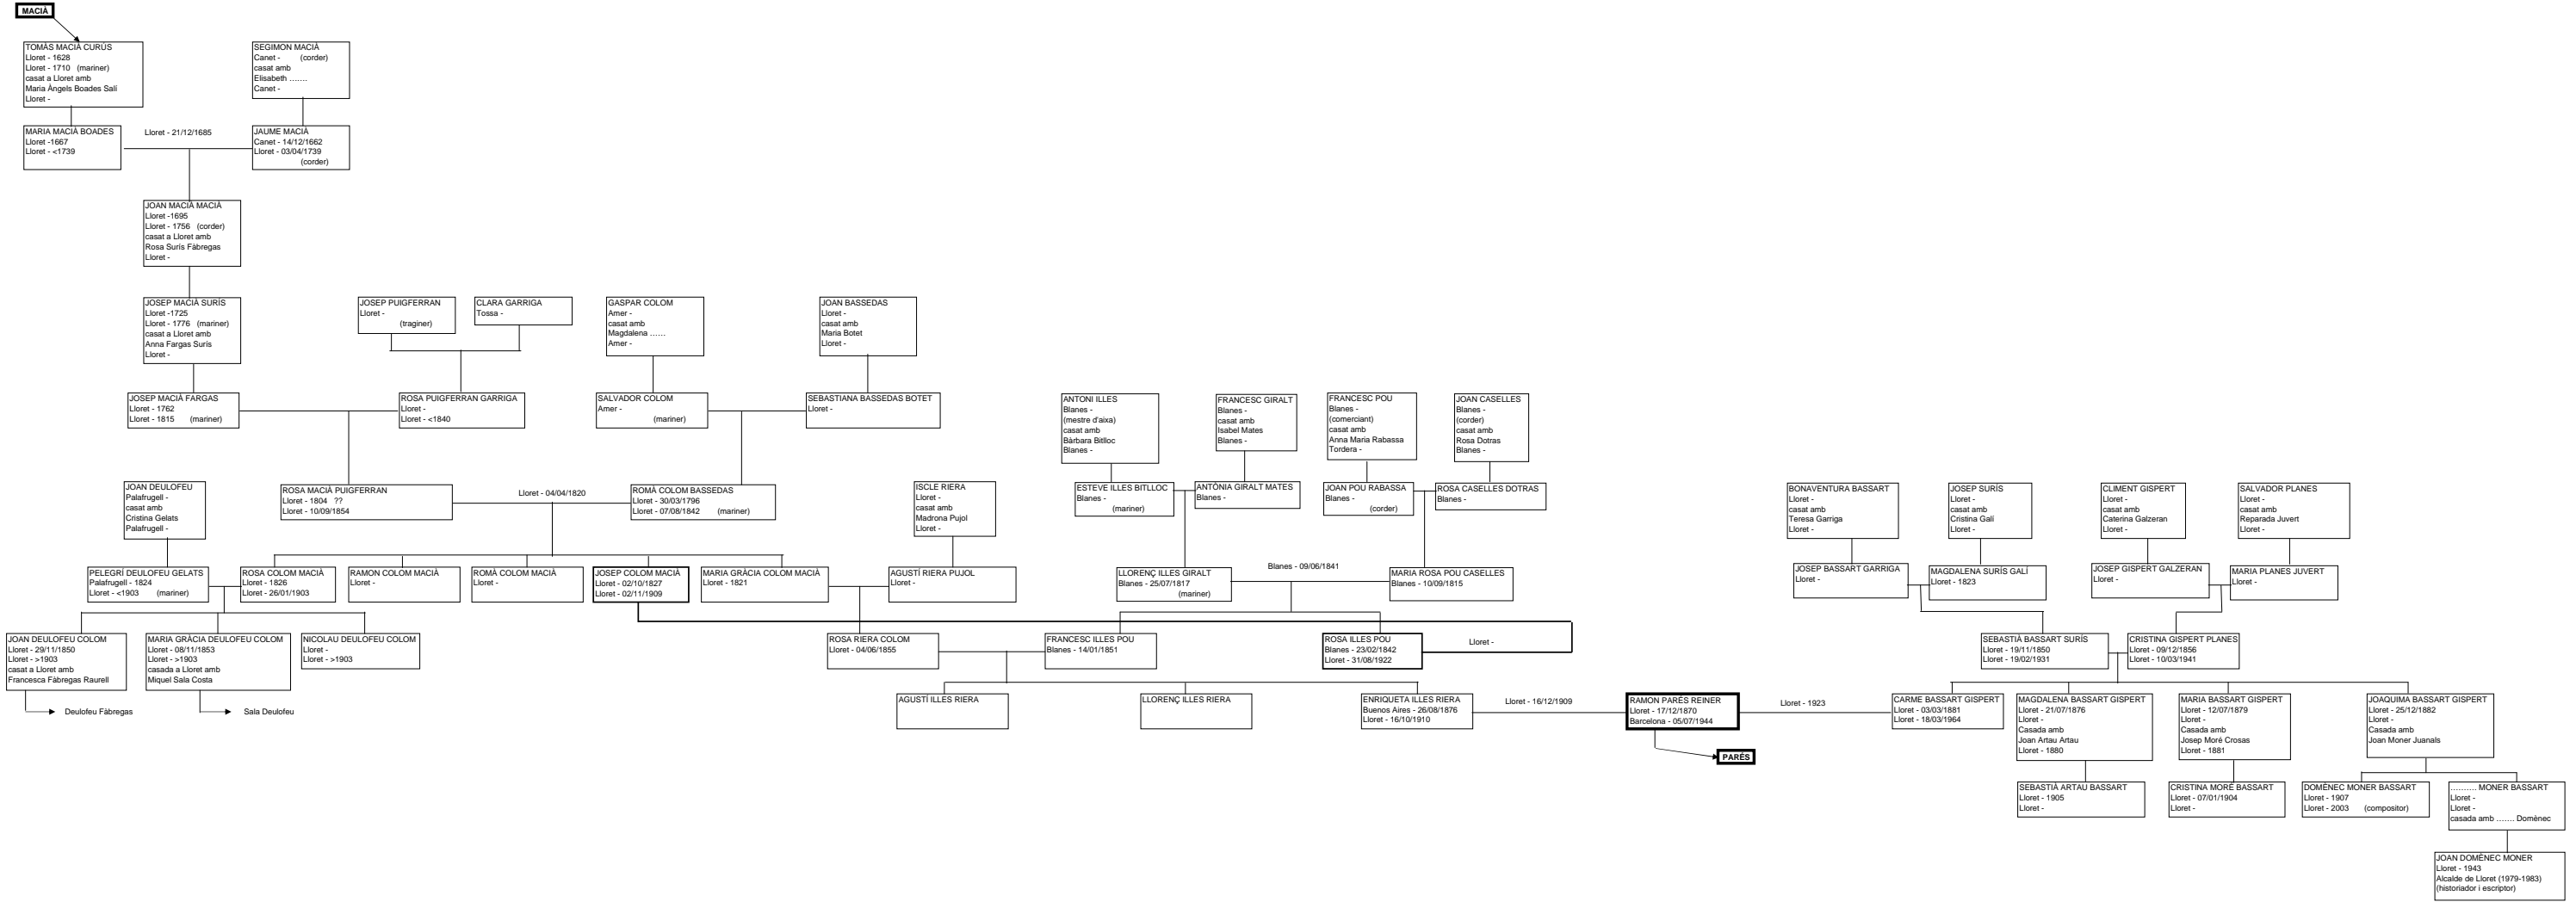 MACIÀ
TOMÀS MACIÀ CURÚS
Lloret - 1628
Lloret - 1710 (mariner)
casat a Lloret amb
Maria Àngels Boades Salí
Lloret -
SEGIMON MACIÀ
Canet - (corder)
casat amb
Elisabeth .......
Canet -
MARIA MACIÀ BOADES
Lloret -1667
Lloret - <1739
Lloret - 21/12/1685
JAUME MACIÀ
Canet - 14/12/1662
Lloret - 03/04/1739
(corder)
JOAN MACIÀ MACIÀ
Lloret -1695
Lloret - 1756 (corder)
casat a Lloret amb
Rosa Surís Fàbregas
Lloret -
JOSEP MACIÀ SURÍS
Lloret -1725
Lloret - 1776 (mariner)
casat a Lloret amb
Anna Fargas Surís
Lloret -
JOSEP PUIGFERRAN
Lloret -
(traginer)
CLARA GARRIGA
Tossa -
GASPAR COLOM
Amer -
casat amb
Magdalena ......
Amer -
JOAN BASSEDAS
Lloret -
casat amb
Maria Botet
Lloret -
JOSEP MACIÀ FARGAS
Lloret - 1762
Lloret - 1815 (mariner)
ROSA PUIGFERRAN GARRIGA
Lloret -
Lloret - <1840
SALVADOR COLOM
Amer -
(mariner)
SEBASTIANA BASSEDAS BOTET
Lloret -
ANTONI ILLES
Blanes -
(mestre d'aixa)
casat amb
Bàrbara Bitlloc
Blanes -
FRANCESC GIRALT
Blanes -
casat amb
Isabel Mates
Blanes -
FRANCESC POU
Blanes -
(comerciant)
casat amb
Anna Maria Rabassa
Tordera -
JOAN CASELLES
Blanes -
(corder)
casat amb
Rosa Dotras
Blanes -
JOAN DEULOFEU
Palafrugell -
casat amb
Cristina Gelats
Palafrugell -
ROSA MACIÀ PUIGFERRAN
Lloret - 1804 ??
Lloret - 10/09/1854
Lloret - 04/04/1820
ROMÀ COLOM BASSEDAS
Lloret - 30/03/1796
Lloret - 07/08/1842 (mariner)
ISCLE RIERA
Lloret -
casat amb
Madrona Pujol
Lloret -
ESTEVE ILLES BITLLOC
Blanes -
(mariner)
ANTÒNIA GIRALT MATES
Blanes -
JOAN POU RABASSA
Blanes -
(corder)
ROSA CASELLES DOTRAS
Blanes -
BONAVENTURA BASSART
Lloret -
casat amb
Teresa Garriga
Lloret -
JOSEP SURÍS
Lloret -
casat amb
Cristina Galí
Lloret -
CLIMENT GISPERT
Lloret -
casat amb
Caterina Galzeran
Lloret -
SALVADOR PLANES
Lloret -
casat amb
Reparada Juvert
Lloret -
PELEGRÍ DEULOFEU GELATS
Palafrugell - 1824
Lloret - <1903 (mariner)
ROSA COLOM MACIÀ
Lloret - 1826
Lloret - 26/01/1903
RAMON COLOM MACIÀ
Lloret -
ROMÀ COLOM MACIÀ
Lloret -
JOSEP COLOM MACIÀ
Lloret - 02/10/1827
Lloret - 02/11/1909
MARIA GRÀCIA COLOM MACIÀ
Lloret - 1821
AGUSTÍ RIERA PUJOL
Lloret -
LLORENÇ ILLES GIRALT
Blanes - 25/07/1817
(mariner)
Blanes - 09/06/1841
MARIA ROSA POU CASELLES
Blanes - 10/09/1815
JOSEP BASSART GARRIGA
Lloret -
MAGDALENA SURÍS GALÍ
Lloret - 1823
JOSEP GISPERT GALZERAN
Lloret -
MARIA PLANES JUVERT
Lloret -
JOAN DEULOFEU COLOM
Lloret - 29/11/1850
Lloret - >1903
casat a Lloret amb
Francesca Fàbregas Raurell
MARIA GRÀCIA DEULOFEU COLOM
Lloret - 08/11/1853
Lloret - >1903
casada a Lloret amb
Miquel Sala Costa
NICOLAU DEULOFEU COLOM
Lloret -
Lloret - >1903
ROSA RIERA COLOM
Lloret - 04/06/1855
FRANCESC ILLES POU
Blanes - 14/01/1851
ROSA ILLES POU
Blanes - 23/02/1842
Lloret - 31/08/1922
Lloret -
SEBASTIÀ BASSART SURÍS
Lloret - 19/11/1850
Lloret - 19/02/1931
CRISTINA GISPERT PLANES
Lloret - 09/12/1856
Lloret - 10/03/1941
Deulofeu Fàbregas
Sala Deulofeu
AGUSTÍ ILLES RIERA
LLORENÇ ILLES RIERA
ENRIQUETA ILLES RIERA
Buenos Aires - 26/08/1876
Lloret - 16/10/1910
Lloret - 16/12/1909
RAMON PARÉS REINER
Lloret - 17/12/1870
Barcelona - 05/07/1944
Lloret - 1923
CARME BASSART GISPERT
Lloret - 03/03/1881
Lloret - 18/03/1964
MAGDALENA BASSART GISPERT
Lloret - 21/07/1876
Lloret -
Casada amb
Joan Artau Artau
Lloret - 1880
MARIA BASSART GISPERT
Lloret - 12/07/1879
Lloret -
Casada amb
Josep Moré Crosas
Lloret - 1881
JOAQUIMA BASSART GISPERT
Lloret - 25/12/1882
Lloret -
Casada amb
Joan Moner Juanals
PARÉS
SEBASTIÀ ARTAU BASSART
Lloret - 1905
Lloret -
CRISTINA MORÉ BASSART
Lloret - 07/01/1904
Lloret -
DOMÈNEC MONER BASSART
Lloret - 1907
Lloret - 2003 (compositor)
.......... MONER BASSART
Lloret -
Lloret -
casada amb ....... Domènec
JOAN DOMÈNEC MONER
Lloret - 1943
Alcalde de Lloret (1979-1983)
(historiador i escriptor)